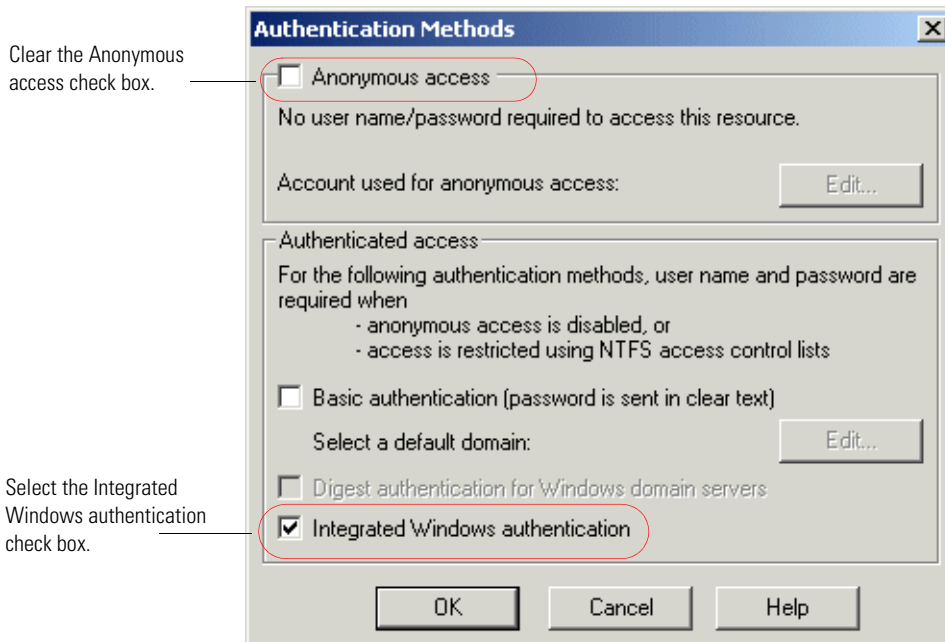 Authentication Methods
Clear the Anonymous
access check box.
Anonymous access
No user name/password required to access this resource.
Account used for anonymous access:
Edit...
Authenticated access
For the following authentication methods, user name and password are
required when
- anonymous access is disabled, or
- access is restricted using NTFS access control lists
Basic authentication (password is sent in clear text)
Select a default domain:
Edit...
Digest authentication for Windows domain servers
Select the Integrated
Windows authentication
check box.
Integrated Windows authentication
OK
Cancel
Help